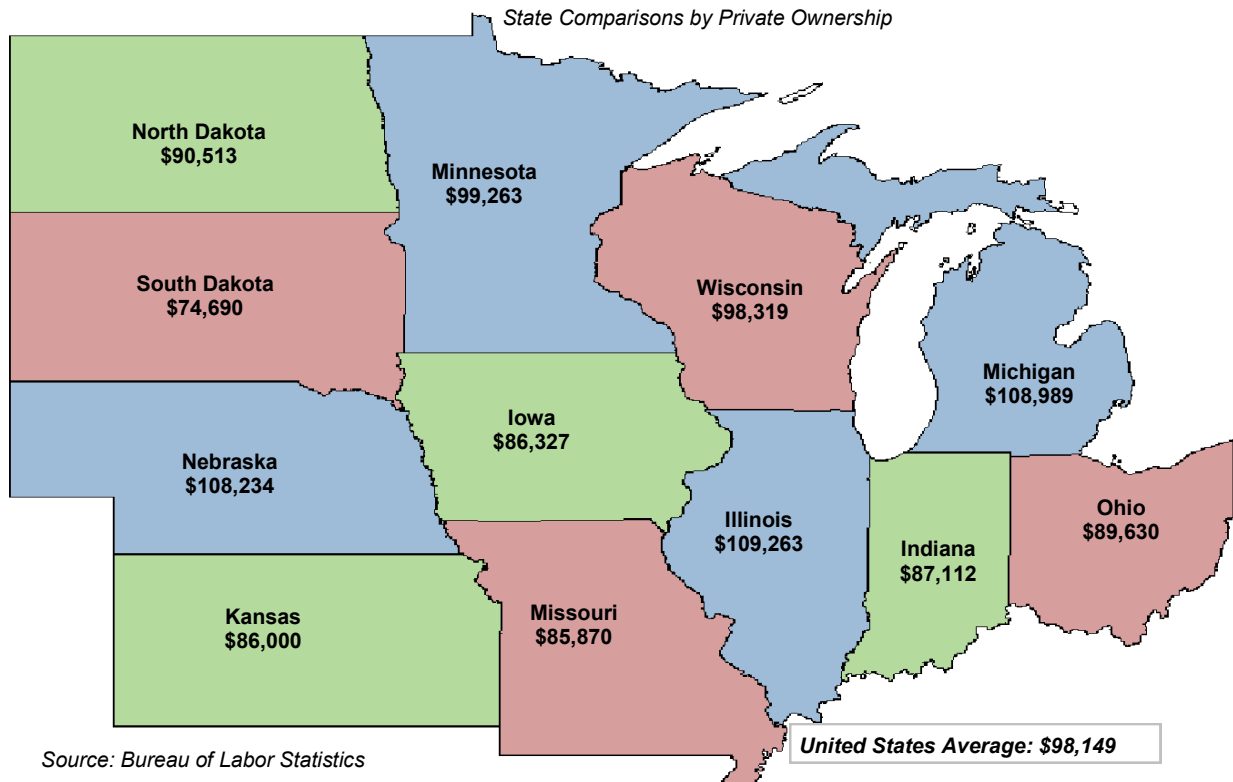 State Comparisons by Private Ownership
North Dakota
$90,513
Minnesota
$99,263
South Dakota
$74,690
Wisconsin
$98,319
Michigan
$108,989
Iowa
$86,327
Nebraska
$108,234
Illinois
$109,263
Ohio
$89,630
Indiana
$87,112
Kansas
$86,000
Missouri
$85,870
United States Average: $98,149
Source: Bureau of Labor Statistics